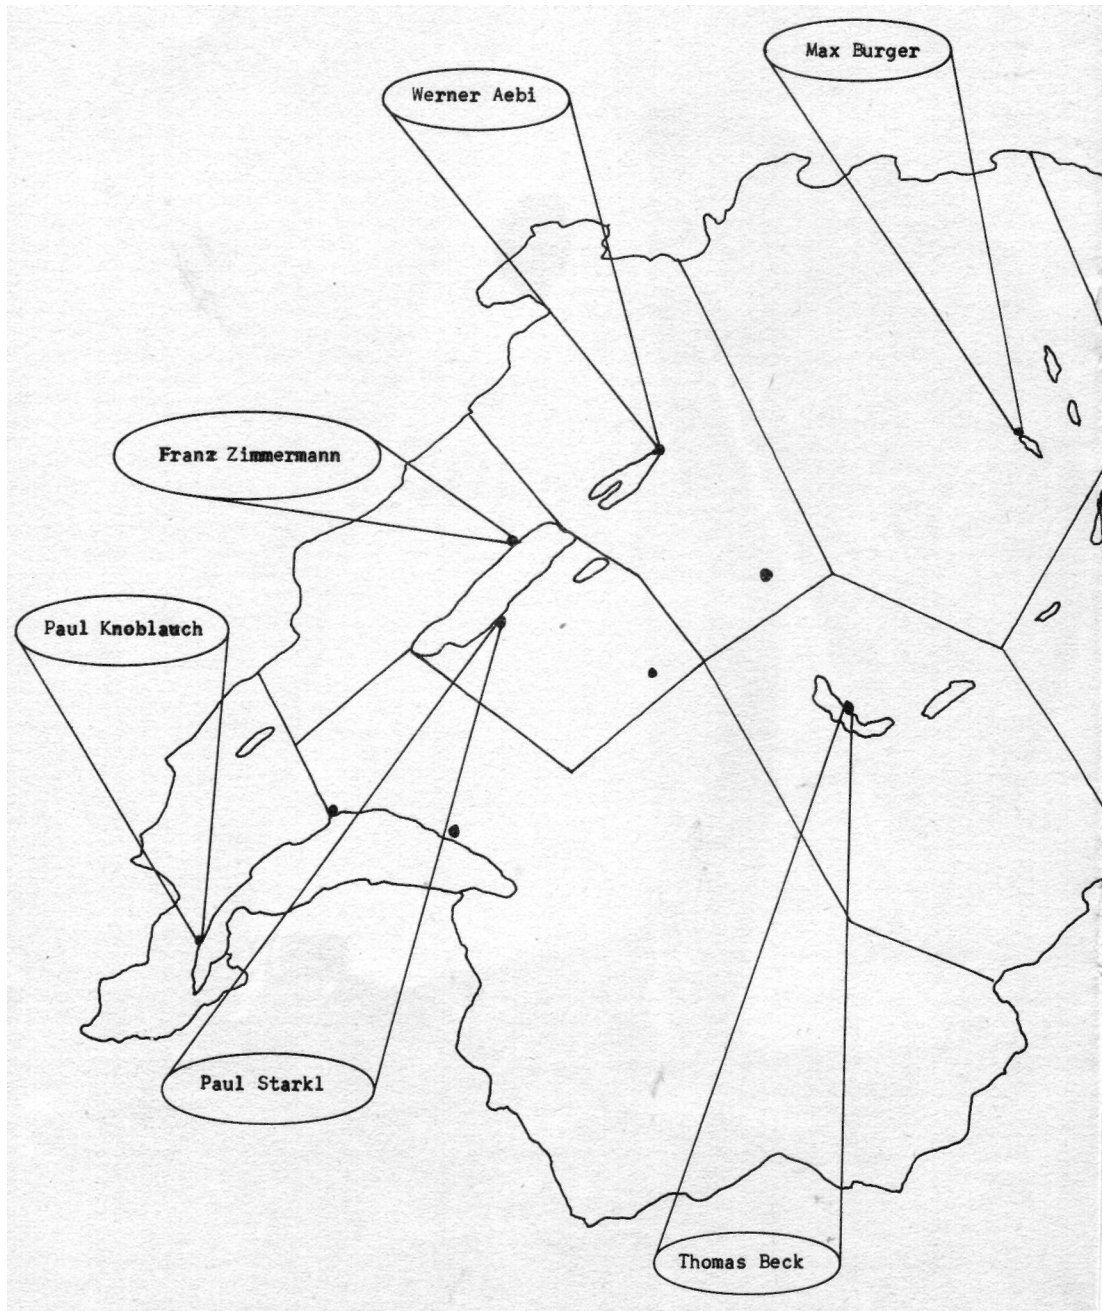 Max Burger
Werner Aebi
Franz Zimmermann
Paul Knoblauch
Paul Starkl
Thomas Beck